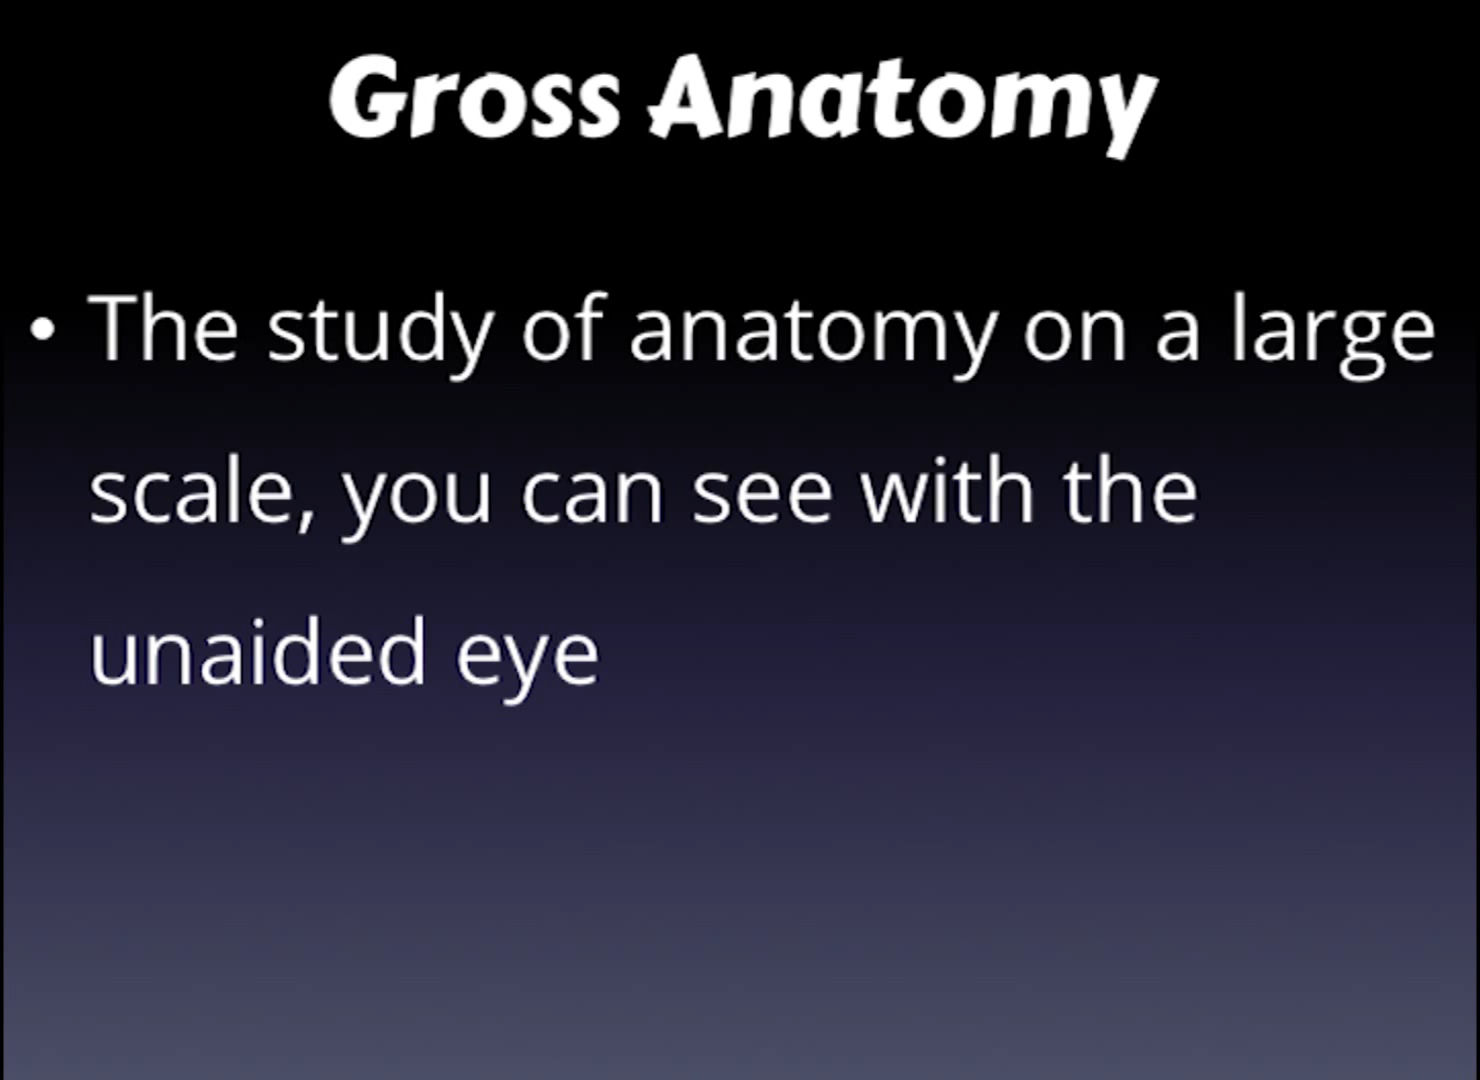 Gross Anatomy
• The study of anatomy on a large
scale, you can see with the
unaided eye